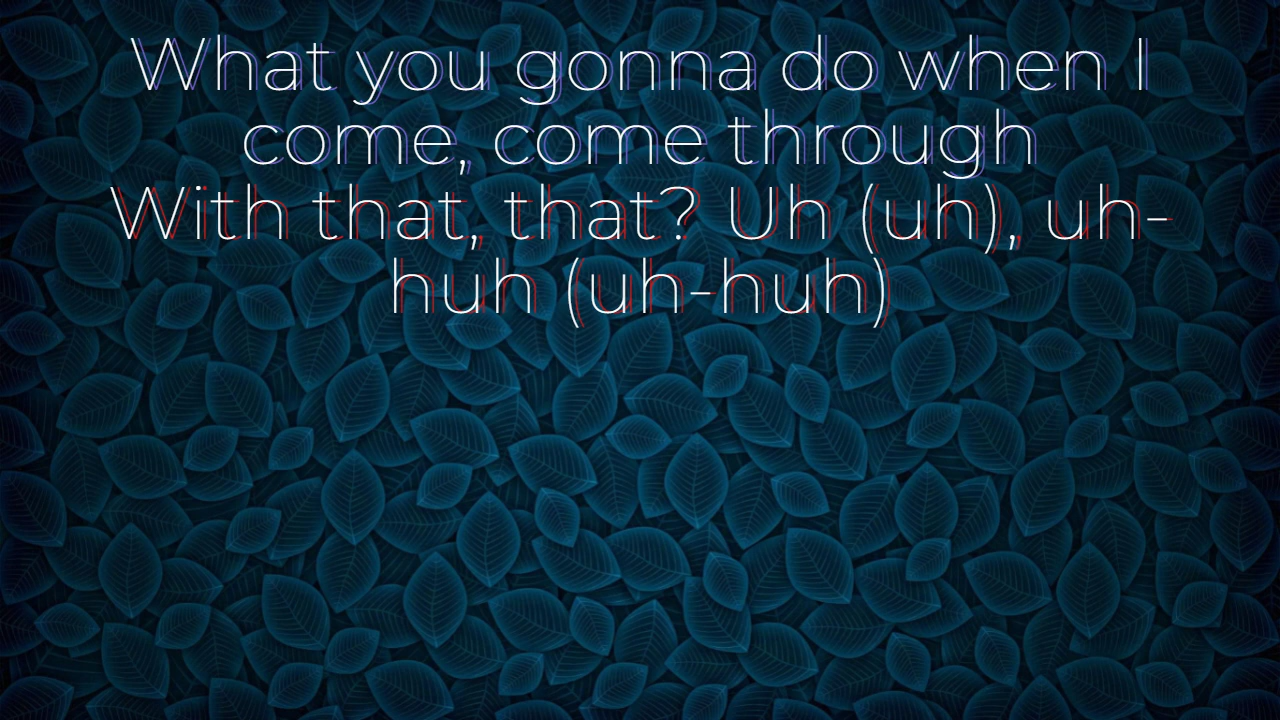 What you gonna do when I
come, come through
With that, that? Uh (uh), uh-
huh (uh-huh)